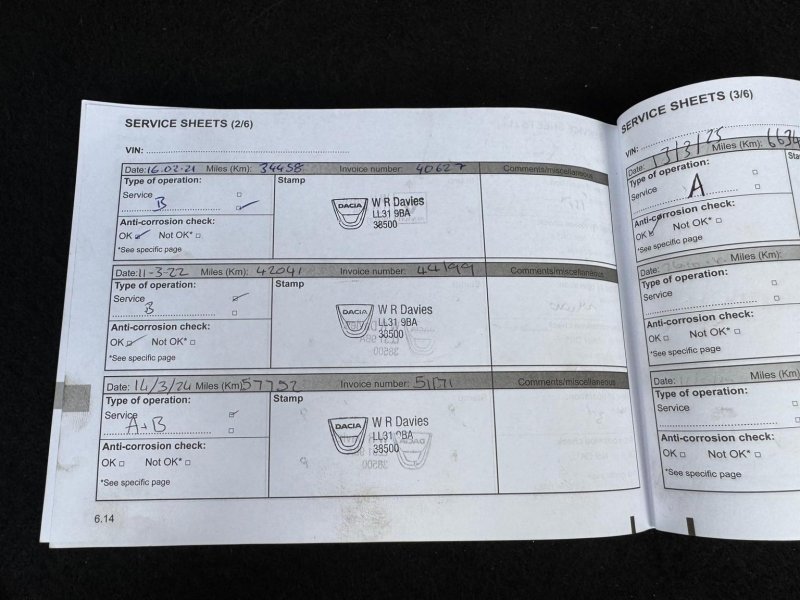 SERVICE SHEETS (2/6)
VIN:
Date: 16.02.21 Miles (Km): 34458 Invoice number: 40627 Comments/miscellaneous
Type of operation: Stamp
Service
B
DACIA W R Davies
LL31 9BA
38500
Anti-corrosion check:
OK Not OK*
*See specific page
Date: 11-3-22 Miles (Km): 42041 Invoice number: 44199 Comments/miscellaneous
Type of operation: Stamp
Service
B
DACIA W R Davies
LL31 9BA
38500
Anti-corrosion check:
OK Not OK*
*See specific page
Date: 14/3/24 Miles (Km) 57752 Invoice number: 51171 Comments/miscellaneous
Type of operation: Stamp
Service
A+B
DACIA W R Davies
LL31 9BA
38500
Anti-corrosion check:
OK Not OK*
*See specific page
6.14
SERVICE SHEETS (3/6)
VIN:
Date 13/3/25 Miles (Km): 6634
Type of operation:
Service
A
Anti-corrosion check:
OK Not OK*
*See specific page
Date: Miles (Km):
Type of operation:
Service
Anti-corrosion check:
OK Not OK*
*See specific page
Date: Miles (Km)
Type of operation:
Service
Anti-corrosion check:
OK Not OK*
*See specific page